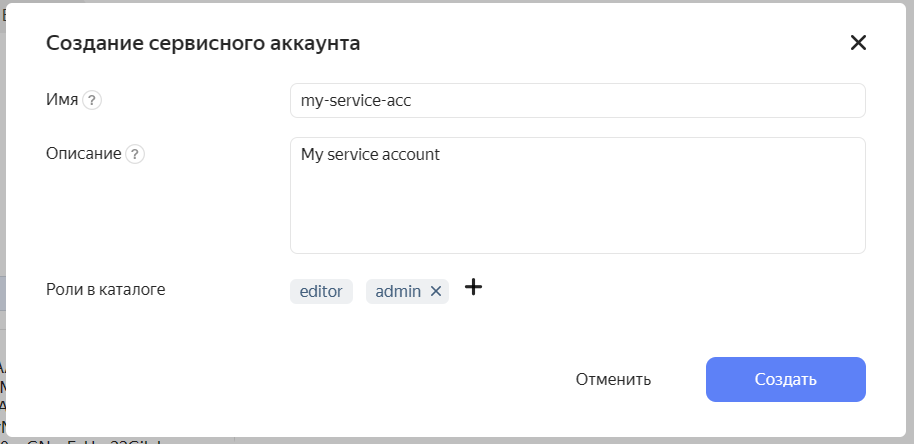 Создание сервисного аккаунта
Имя ?
my-service-acc
Описание ?
My service account
Роли в каталоге
editor admin
Отменить
Создать